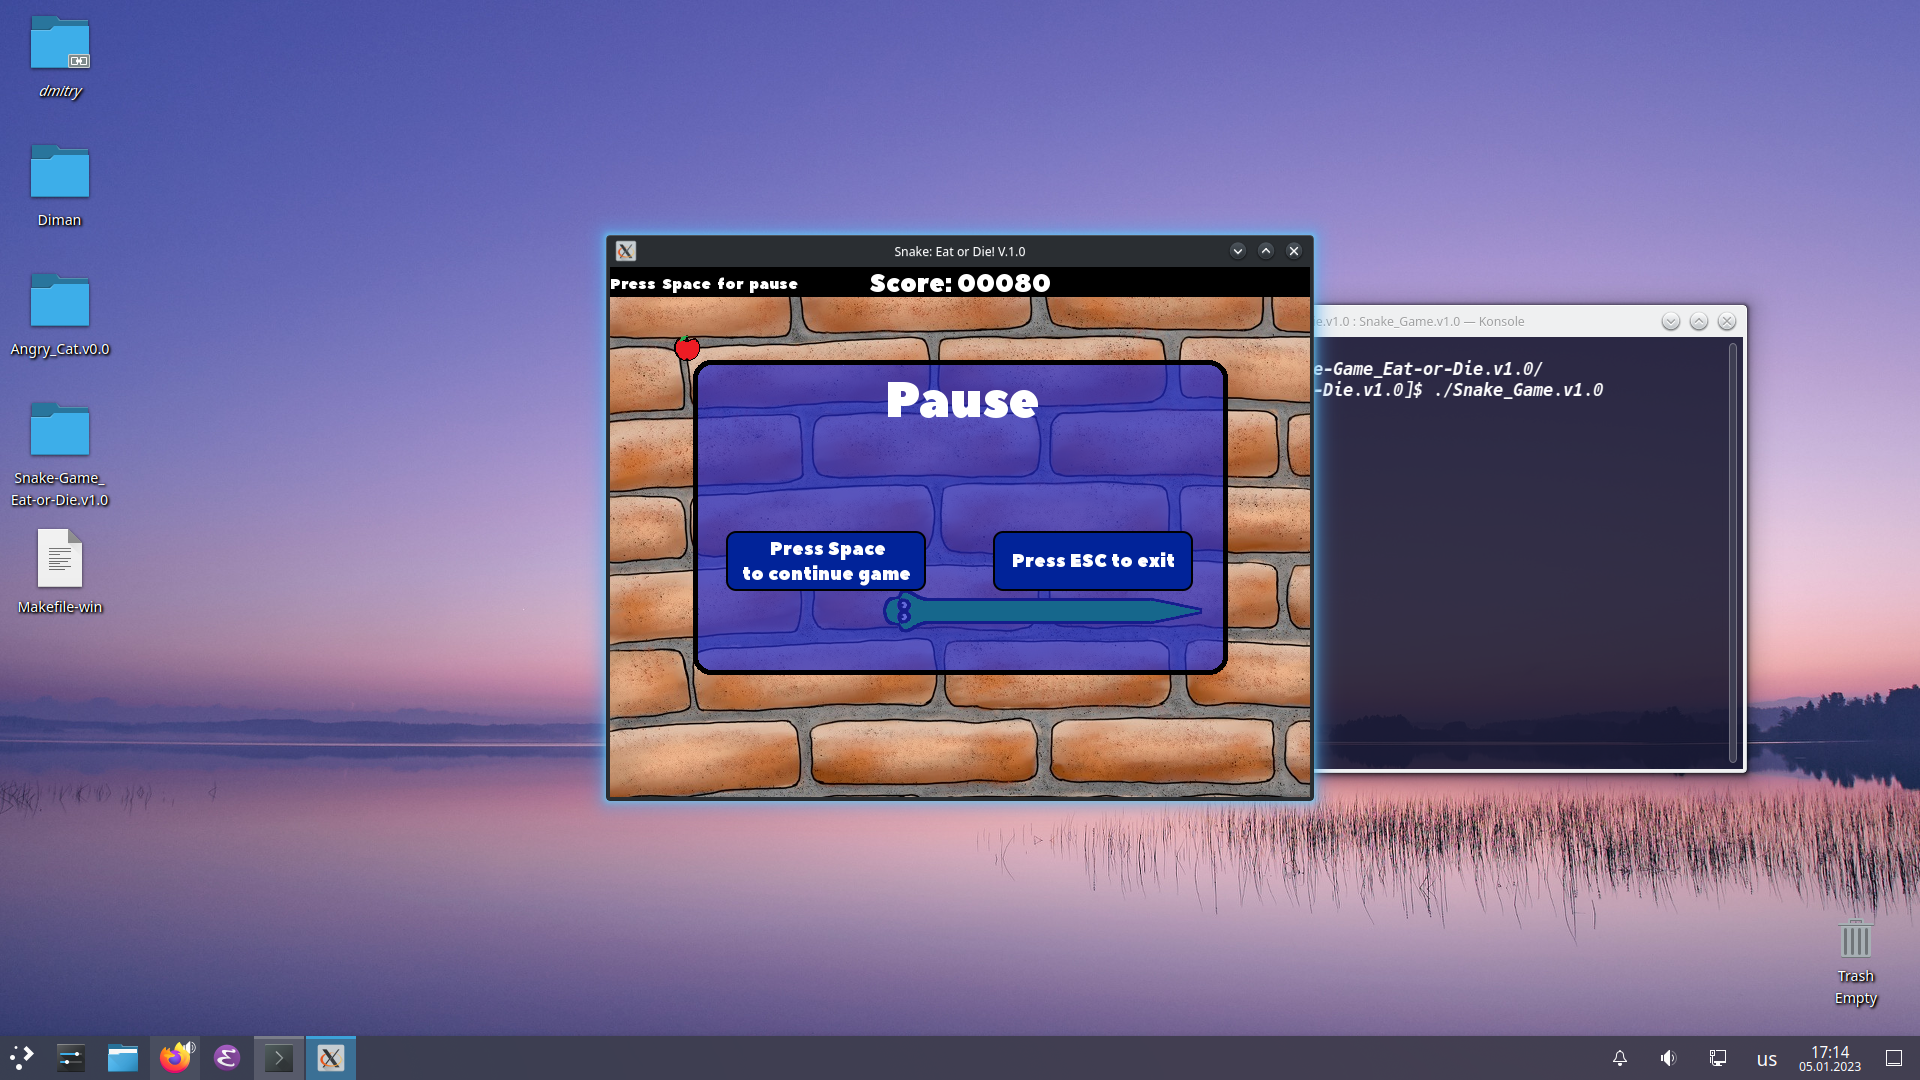 dmitry
Diman
Angry_Cat.v0.0
Snake-Game_
Eat-or-Die.v1.0
Makefile-win
Snake: Eat or Die! V.1.0
Press Space for pause
Score: 00080
Pause
Press Space
to continue game
Press ESC to exit
e.v1.0 : Snake_Game.v1.0 — Konsole
e-Game_Eat-or-Die.v1.0/
-Die.v1.0]$ ./Snake_Game.v1.0
Trash
Empty
us
17:14
05.01.2023